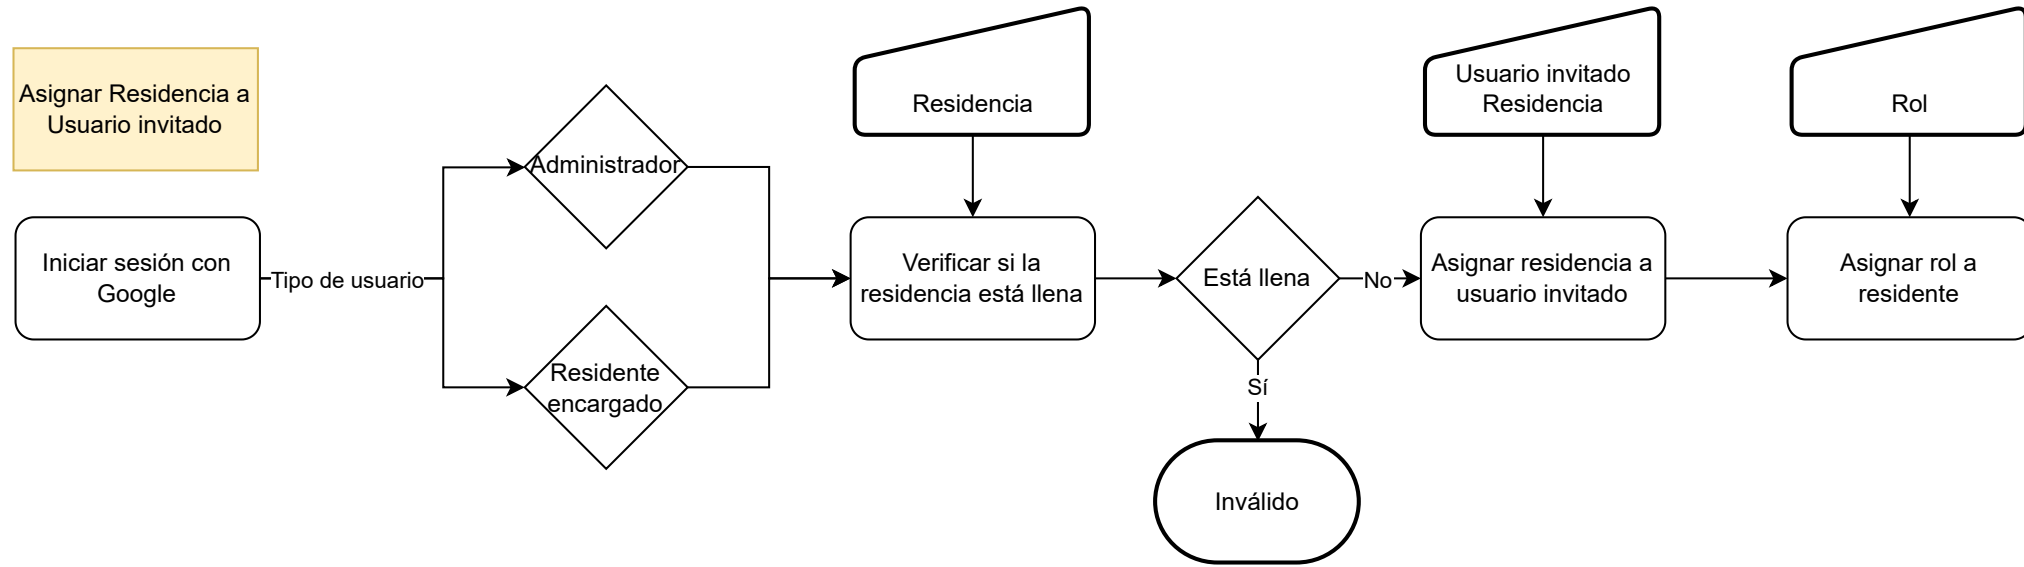 Asignar Residencia a
Usuario invitado
Iniciar sesión con
Google
Tipo de usuario
Administrador
Residente
encargado
Residencia
Verificar si la
residencia está llena
Está llena
No
Sí
Inválido
Usuario invitado
Residencia
Asignar residencia a
usuario invitado
Rol
Asignar rol a
residente